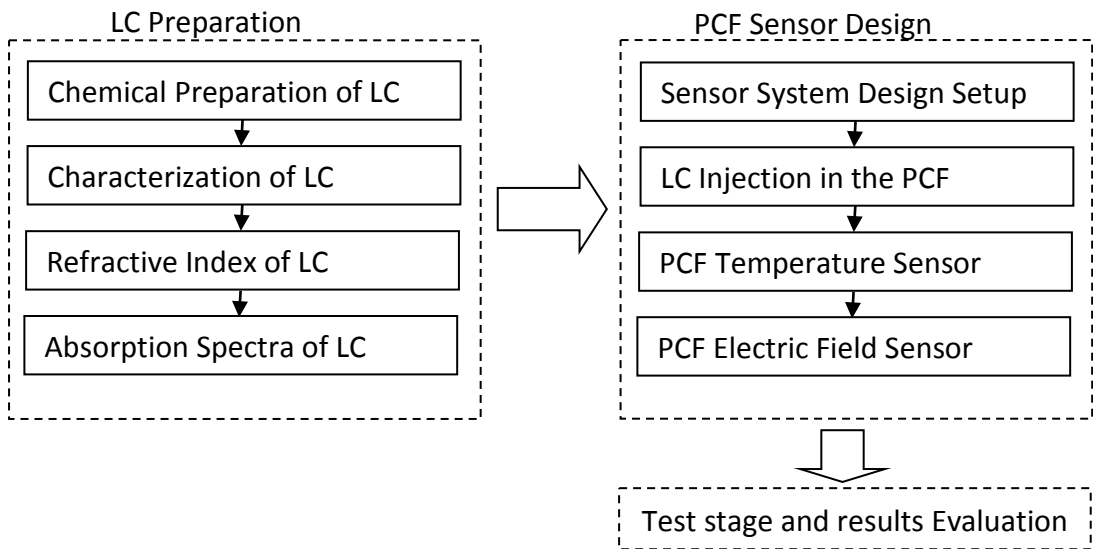 LC Preparation
Chemical Preparation of LC
Characterization of LC
Refractive Index of LC
Absorption Spectra of LC
PCF Sensor Design
Sensor System Design Setup
LC Injection in the PCF
PCF Temperature Sensor
PCF Electric Field Sensor
Test stage and results Evaluation